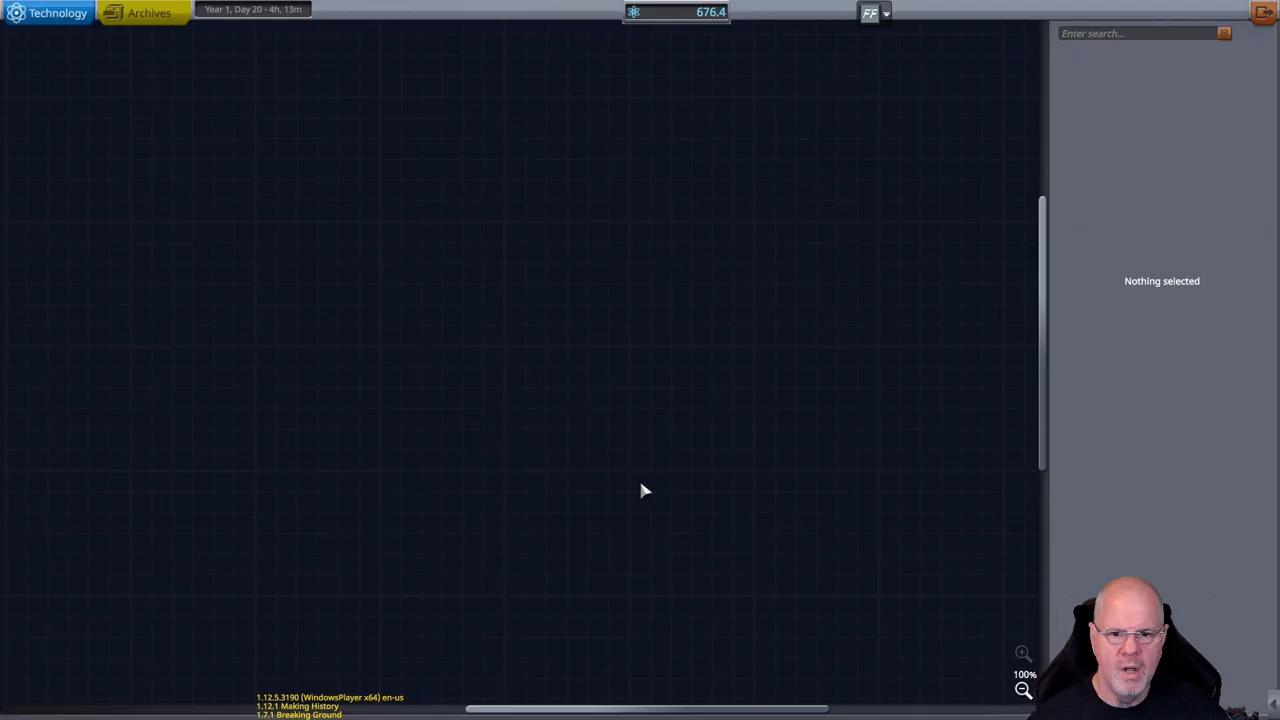 Technology
Archives
Year 1, Day 20 - 4h, 13m
676.4
FF
Enter search...
Nothing selected
100%
1.12.5.3190 (WindowsPlayer x64) en-us
1.12.1 Making History
1.7.1 Breaking Ground